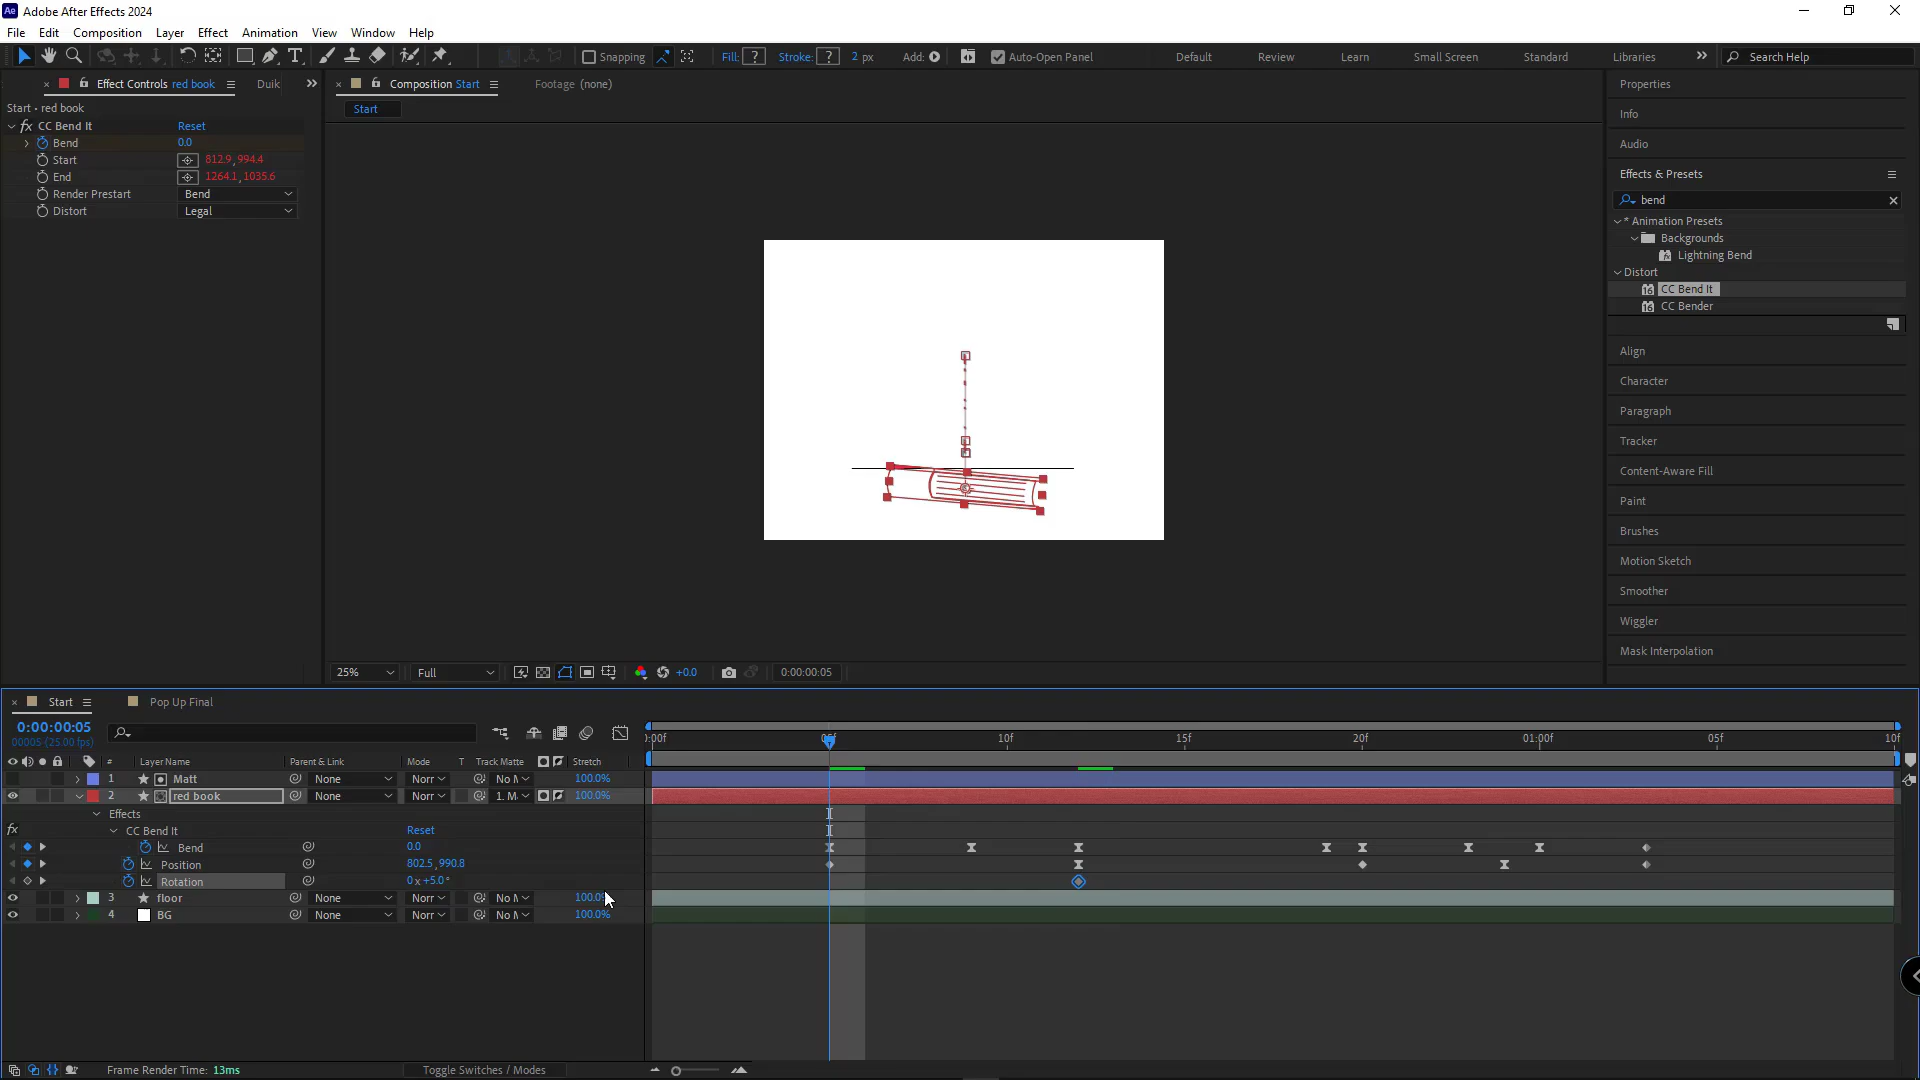 Adobe After Effects 2024
File Edit Composition Layer Effect Animation View Window Help
Snapping Fill: ? Stroke: ? 2 px Add: Auto-Open Panel Default Review Learn Small Screen Standard Libraries Search Help
Effect Controls red book Duik
Composition Start Footage (none)
Start
Start • red book
CC Bend It Reset
Bend 0.0
Start 812.9, 994.4
End 1264.1, 1035.6
Render Prestart Bend
Distort Legal
25% Full +0.0 0:00:00:05
Properties
Info
Audio
Effects & Presets
bend
* Animation Presets
Backgrounds
Lightning Bend
Distort
CC Bend It
CC Bender
Align
Character
Paragraph
Tracker
Content-Aware Fill
Paint
Brushes
Motion Sketch
Smoother
Wiggler
Mask Interpolation
Start Pop Up Final
0:00:00:05
00005 (25.00 fps)
# Layer Name Parent & Link Mode T Track Matte Stretch
:00f 05f 10f 15f 20f 01:00f 05f 10f
1 Matt None Norr No M 100.0%
2 red book None Norr 1. M 100.0%
Effects
CC Bend It Reset
Bend 0.0
Position 802.5, 990.8
Rotation 0x+5.0°
3 floor None Norr No M 100.0%
4 BG None Norr No M 100.0%
Frame Render Time: 13ms Toggle Switches / Modes